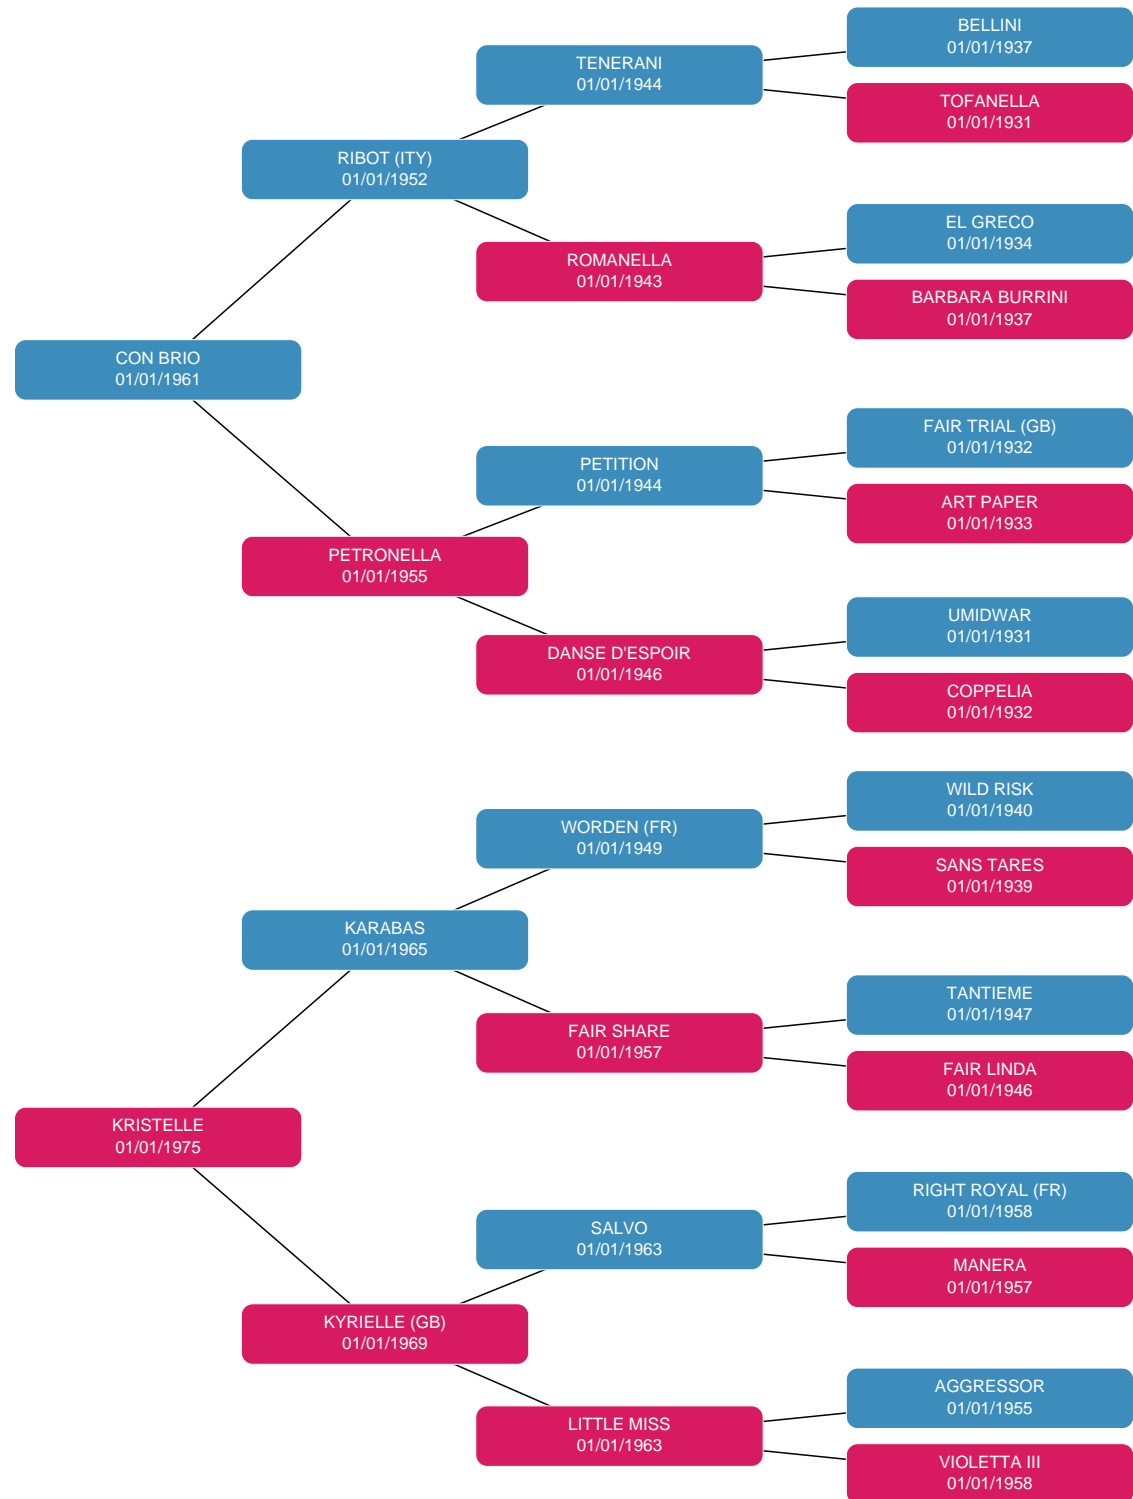 BELLINI
01/01/1937
TENERANI
01/01/1944
TOFANELLA
01/01/1931
RIBOT (ITY)
01/01/1952
EL GRECO
01/01/1934
ROMANELLA
01/01/1943
BARBARA BURRINI
01/01/1937
CON BRIO
01/01/1961
FAIR TRIAL (GB)
01/01/1932
PETITION
01/01/1944
ART PAPER
01/01/1933
PETRONELLA
01/01/1955
UMIDWAR
01/01/1931
DANSE D'ESPOIR
01/01/1946
COPPELIA
01/01/1932
WILD RISK
01/01/1940
WORDEN (FR)
01/01/1949
SANS TARES
01/01/1939
KARABAS
01/01/1965
TANTIEME
01/01/1947
FAIR SHARE
01/01/1957
FAIR LINDA
01/01/1946
KRISTELLE
01/01/1975
RIGHT ROYAL (FR)
01/01/1958
SALVO
01/01/1963
MANERA
01/01/1957
KYRIELLE (GB)
01/01/1969
AGGRESSOR
01/01/1955
LITTLE MISS
01/01/1963
VIOLETTA III
01/01/1958